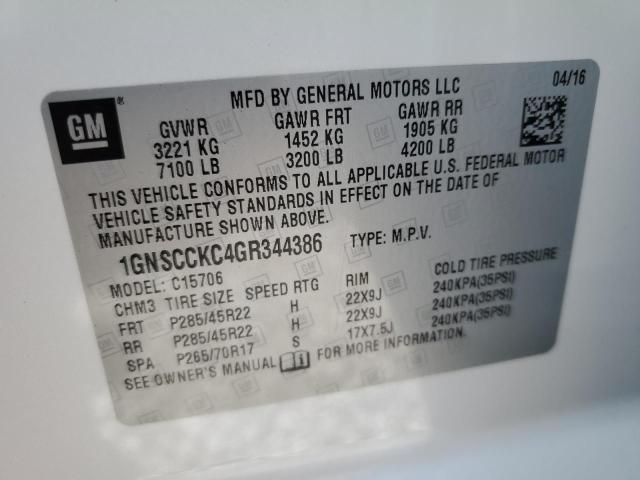 GM
MFD BY GENERAL MOTORS LLC
04/16
GVWR GAWR FRT GAWR RR
3221 KG 1452 KG 1905 KG
7100 LB 3200 LB 4200 LB
THIS VEHICLE CONFORMS TO ALL APPLICABLE U.S. FEDERAL MOTOR
VEHICLE SAFETY STANDARDS IN EFFECT ON THE DATE OF
MANUFACTURE SHOWN ABOVE.
1GNSCCKC4GR344386 TYPE: M.P.V.
MODEL: C15706
CHM3 TIRE SIZE SPEED RTG RIM COLD TIRE PRESSURE
FRT P285/45R22 H 22X9J 240KPA(35PSI)
RR P285/45R22 H 22X9J 240KPA(35PSI)
SPA P265/70R17 S 17X7.5J 240KPA(35PSI)
SEE OWNER'S MANUAL FOR MORE INFORMATION.